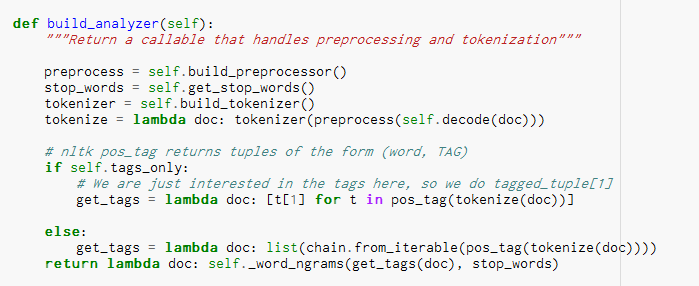 def build_analyzer(self):
    """Return a callable that handles preprocessing and tokenization"""
    preprocess = self.build_preprocessor()
    stop_words = self.get_stop_words()
    tokenizer = self.build_tokenizer()
    tokenize = lambda doc: tokenizer(preprocess(self.decode(doc)))
    # nltk pos_tag returns tuples of the form (word, TAG)
    if self.tags_only:
        # We are just interested in the tags here, so we do tagged_tuple[1]
        get_tags = lambda doc: [t[1] for t in pos_tag(tokenize(doc))]
    else:
        get_tags = lambda doc: list(chain.from_iterable(pos_tag(tokenize(doc))))
    return lambda doc: self._word_ngrams(get_tags(doc), stop_words)